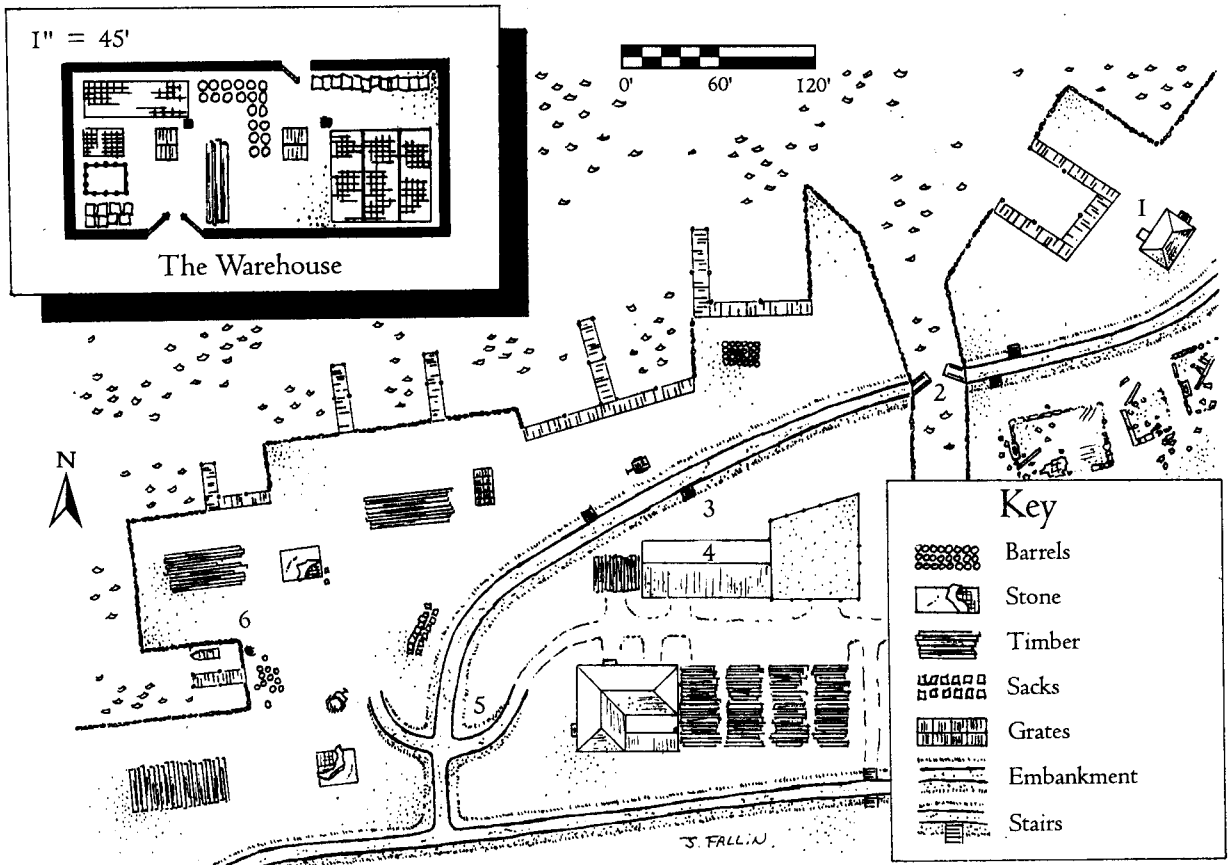 1" = 45'
The Warehouse
0' 60' 120'
1
2
N
3
4
6
5
Key
Barrels
Stone
Timber
Sacks
Grates
Embankment
Stairs
J. FALLIN.